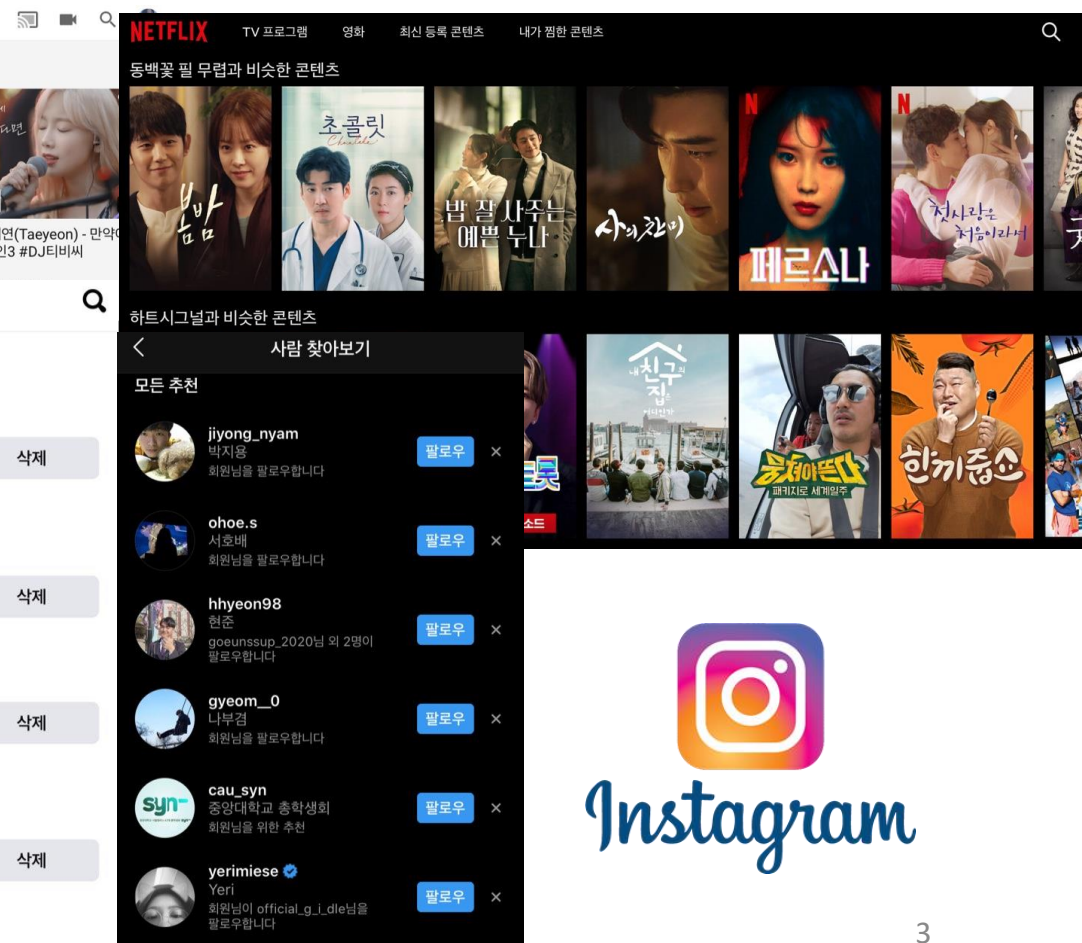 NETFLIX TV 프로그램 영화 최신 등록 콘텐츠 내가 찜한 콘텐츠
동백꽃 필 무렵과 비슷한 콘텐츠
봄밤
초콜릿
Chocolate
밥 잘 사주는
예쁜 누나
사의찬미
N
페르소나
N
첫사랑은
처음이라서
연(Taeyeon) - 만약에
#DJ티비씨
하트시그널과 비슷한 콘텐츠
내 친구의
집은
어디인가
뭉쳐야 뜬다
패키지로 세계일주
한끼줍쇼
사람 찾아보기
모든 추천
jiyong_nyam
박지용
회원님을 팔로우합니다
팔로우
ohoe.s
서호배
회원님을 팔로우합니다
팔로우
hhyeon98
현준
goeunssup_2020님 외 2명이
팔로우합니다
팔로우
gyeom__0
나부겸
회원님을 팔로우합니다
팔로우
cau_syn
syn-
중앙대학교 총학생회
회원님을 위한 추천
팔로우
yerimiese
Yeri
회원님이 official_g_i_dle님을
팔로우합니다
팔로우
삭제
삭제
삭제
삭제
Instagram
3